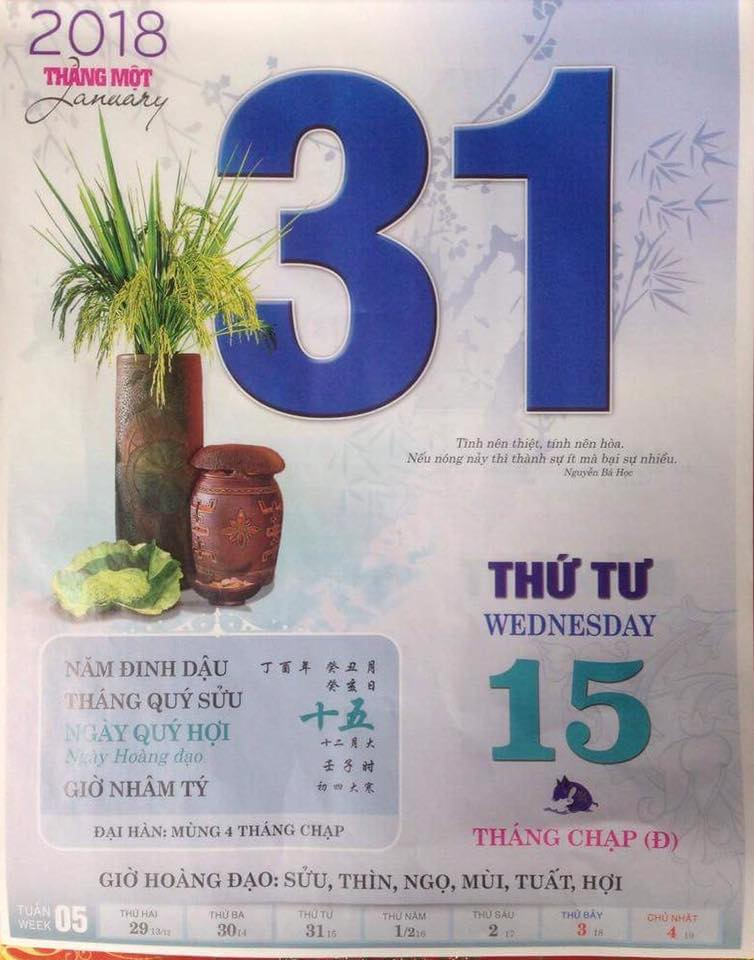 2018
THÁNG MỘT
January
31
Tĩnh nên thiệt, tính nên hòa.
Nếu nóng nảy thì thành sự ít mà bại sự nhiều.
Nguyễn Bá Học
THỨ TƯ
WEDNESDAY
15
THÁNG CHẠP (Đ)
NĂM ĐINH DẬU
THÁNG QUÝ SỬU
NGÀY QUÝ HỢI
Ngày Hoàng đạo
GIỜ NHÂM TÝ
丁酉年 癸丑月
癸亥日
十五
十二月大
壬子时
初四大寒
ĐẠI HÀN: MÙNG 4 THÁNG CHẠP
GIỜ HOÀNG ĐẠO: SỬU, THÌN, NGỌ, MÙI, TUẤT, HỢI
TUẦN WEEK 05
THỨ HAI 29 13/12
THỨ BA 30 14
THỨ TƯ 31 15
THỨ NĂM 1/2 16
THỨ SÁU 2 17
THỨ BẢY 3 18
CHỦ NHẬT 4 19